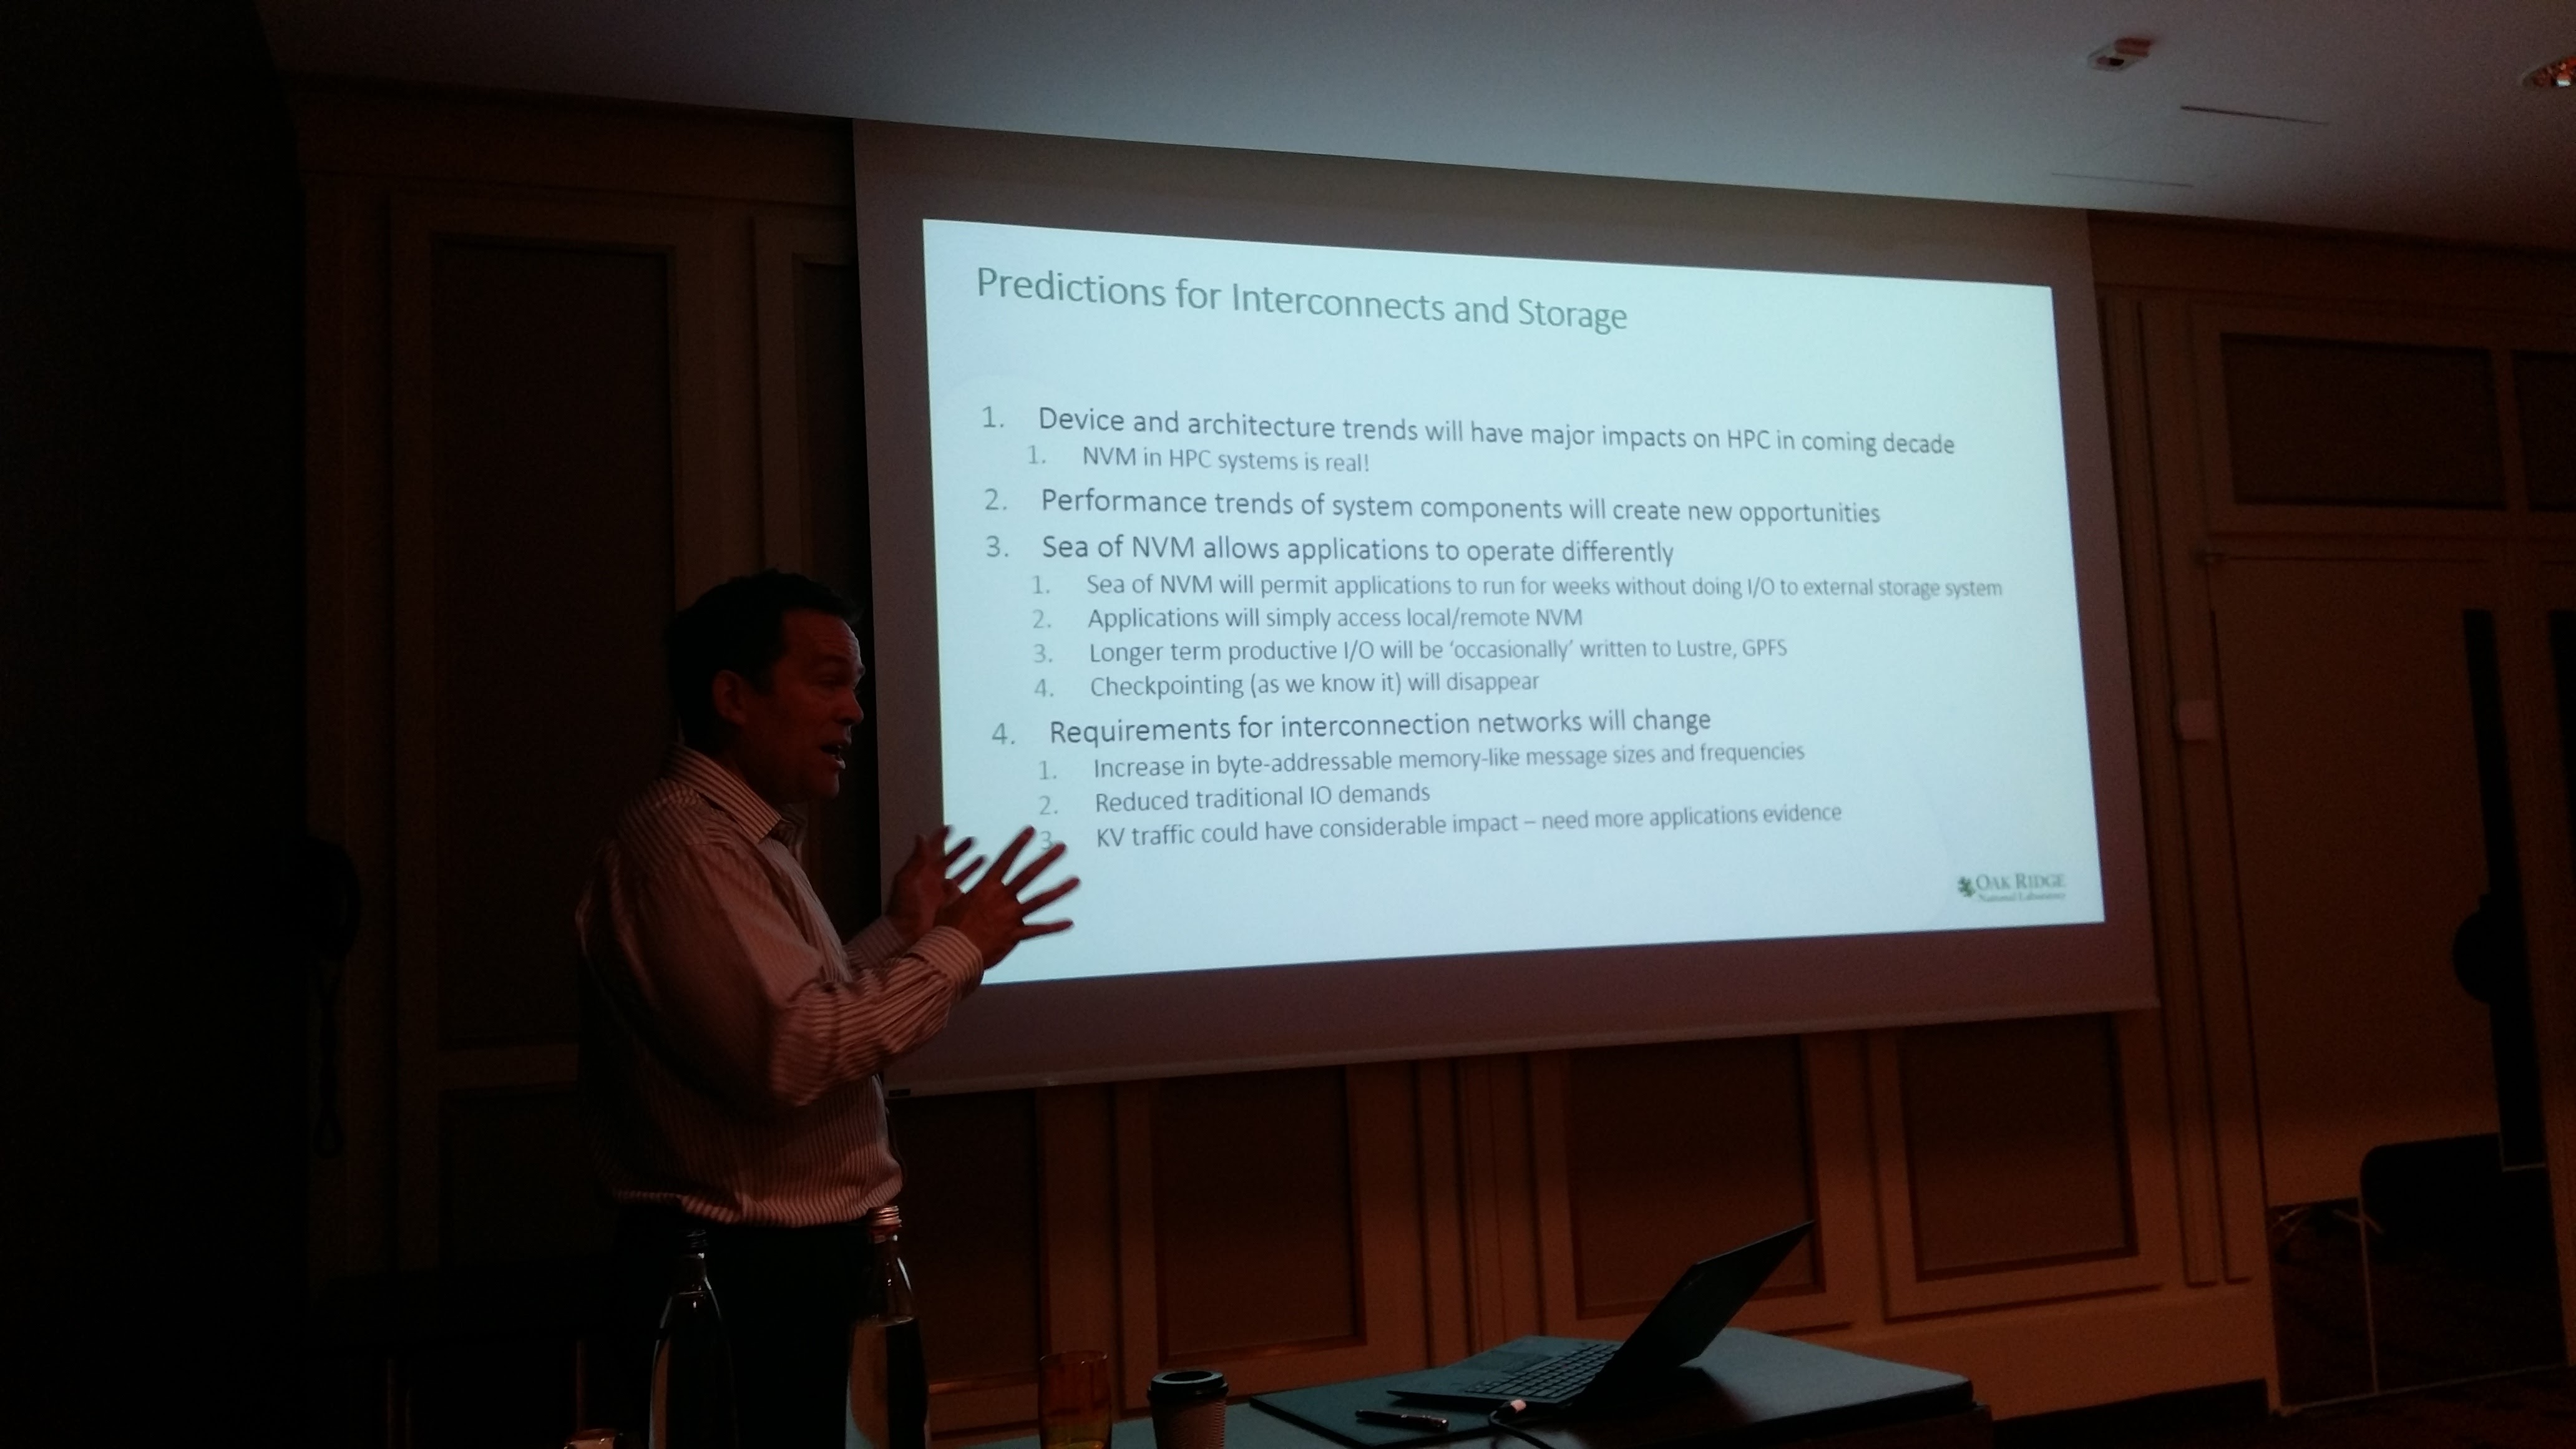 Predictions for Interconnects and Storage
1. Device and architecture trends will have major impacts on HPC in coming decade
1. NVM in HPC systems is real!
2. Performance trends of system components will create new opportunities
3. Sea of NVM allows applications to operate differently
1. Sea of NVM will permit applications to run for weeks without doing I/O to external storage system
2. Applications will simply access local/remote NVM
3. Longer term productive I/O will be ‘occasionally’ written to Lustre, GPFS
4. Checkpointing (as we know it) will disappear
4. Requirements for interconnection networks will change
1. Increase in byte-addressable memory-like message sizes and frequencies
2. Reduced traditional IO demands
3. KV traffic could have considerable impact – need more applications evidence
OAK RIDGE
National Laboratory